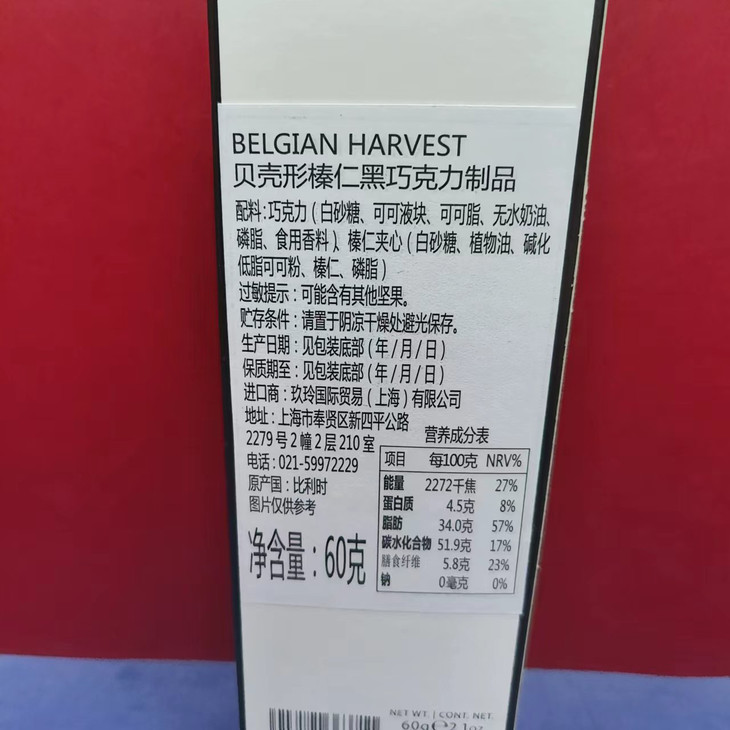 BELGIAN HARVEST
贝壳形榛仁黑巧克力制品
配料:巧克力(白砂糖、可可液块、可可脂、无水奶油、
磷脂、食用香料)、榛仁夹心(白砂糖、植物油、碱化
低脂可可粉、榛仁、磷脂)
过敏提示:可能含有其他坚果。
贮存条件:请置于阴凉干燥处避光保存。
生产日期:见包装底部(年/月/日)
保质期至:见包装底部(年/月/日)
进口商:玖玲国际贸易(上海)有限公司
地址:上海市奉贤区新四平公路
2279号2幢2层210室
电话:021-59972229
原产国:比利时
图片仅供参考
净含量:60克
营养成分表
项目 每100克 NRV%
能量 2272千焦 27%
蛋白质 4.5克 8%
脂肪 34.0克 57%
碳水化合物 51.9克 17%
膳食纤维 5.8克 23%
钠 0毫克 0%
NET WT. | CONT. NET.
60g℮2.1oz